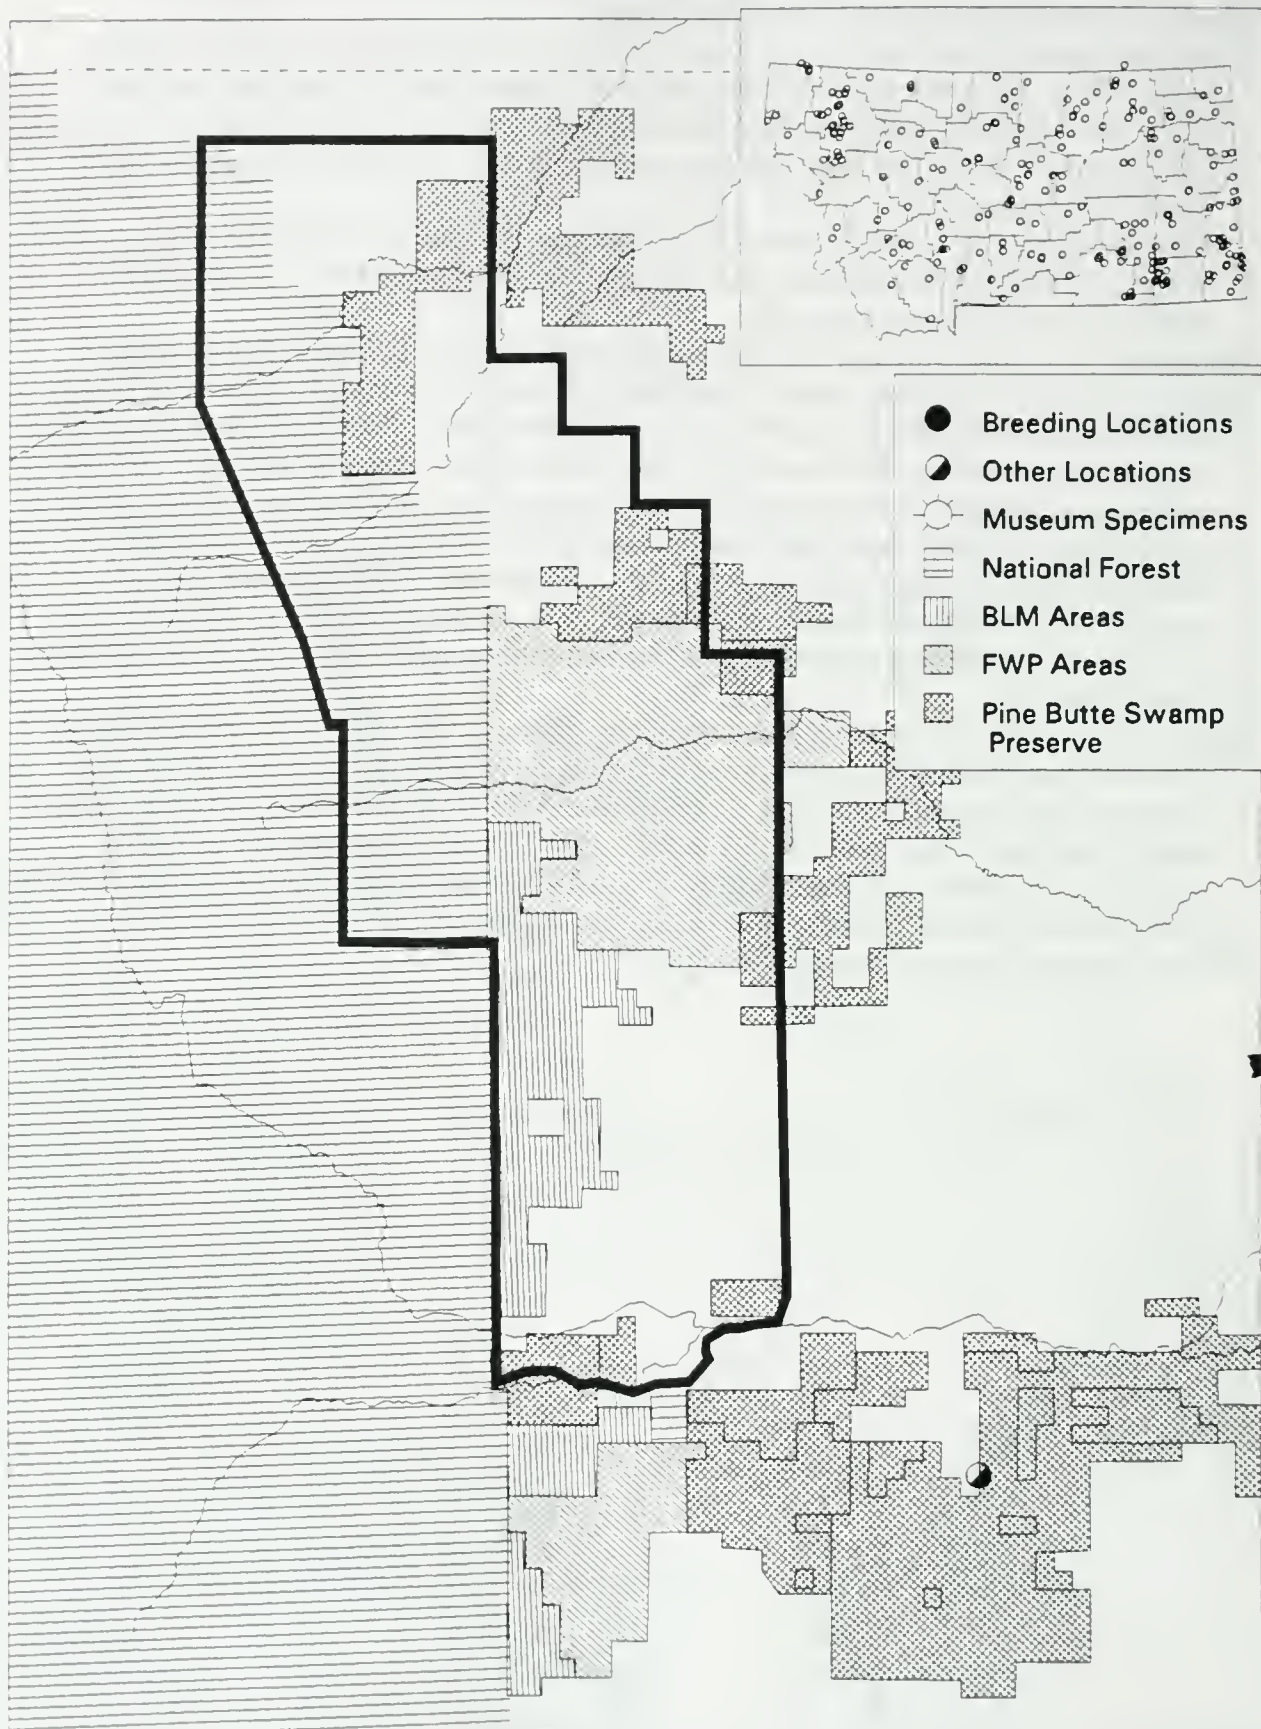 Breeding Locations
Other Locations
Museum Specimens
National Forest
BLM Areas
FWP Areas
Pine Butte Swamp
Preserve